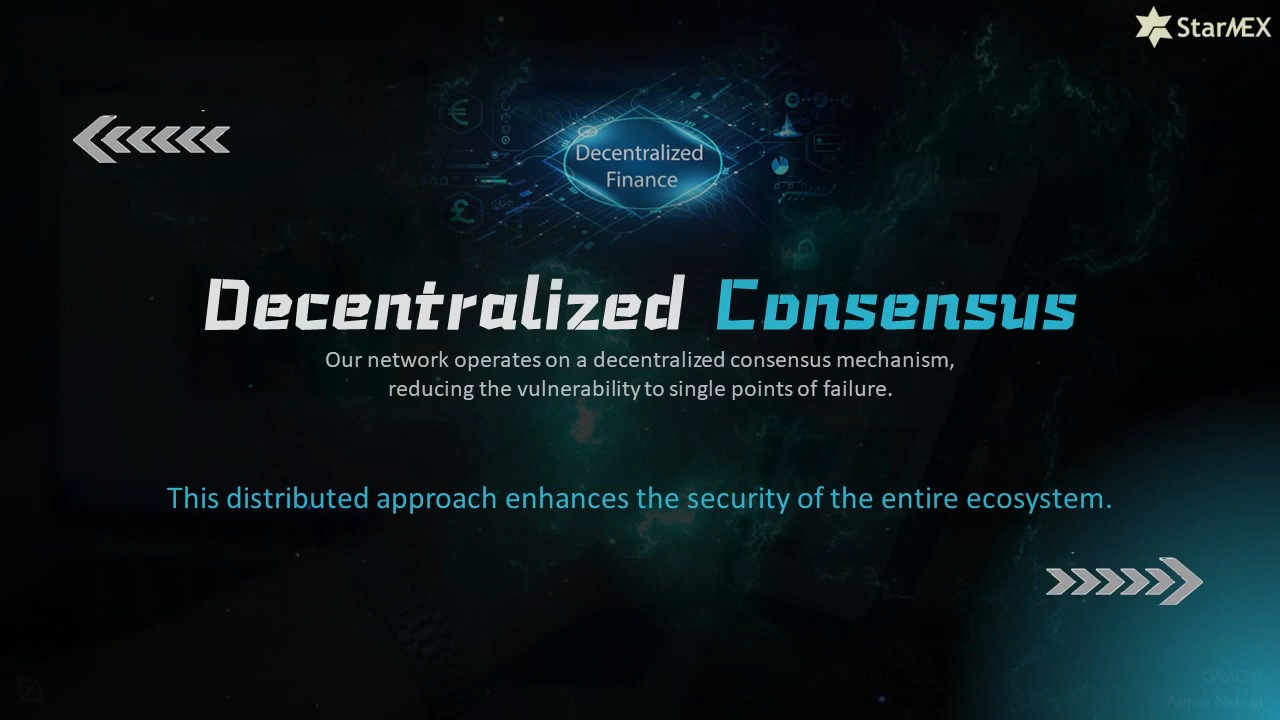 StarMEX
Decentralized
Finance
Decentralized Consensus
Our network operates on a decentralized consensus mechanism,
reducing the vulnerability to single points of failure.
This distributed approach enhances the security of the entire ecosystem.